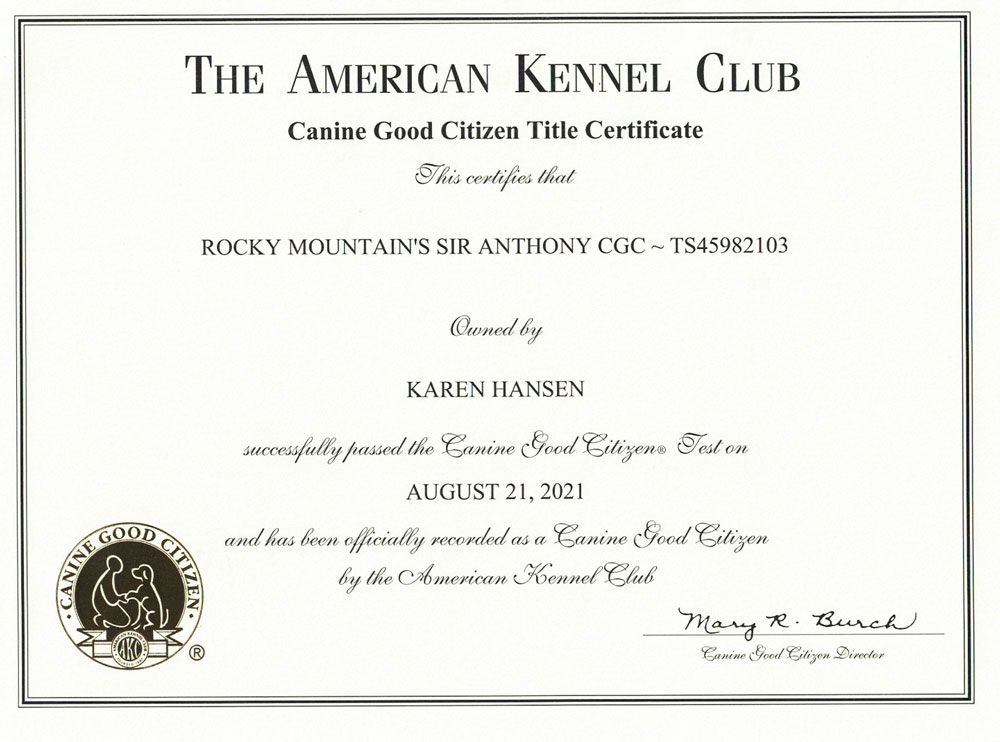 THE AMERICAN KENNEL CLUB
Canine Good Citizen Title Certificate
This certifies that
ROCKY MOUNTAIN'S SIR ANTHONY CGC ~ TS45982103
Owned by
KAREN HANSEN
successfully passed the Canine Good Citizen® Test on
AUGUST 21, 2021
and has been officially recorded as a Canine Good Citizen
by the American Kennel Club
CANINE GOOD CITIZEN
AMERICAN KENNEL CLUB
AKC
®
Mary R. Burch
Canine Good Citizen Director